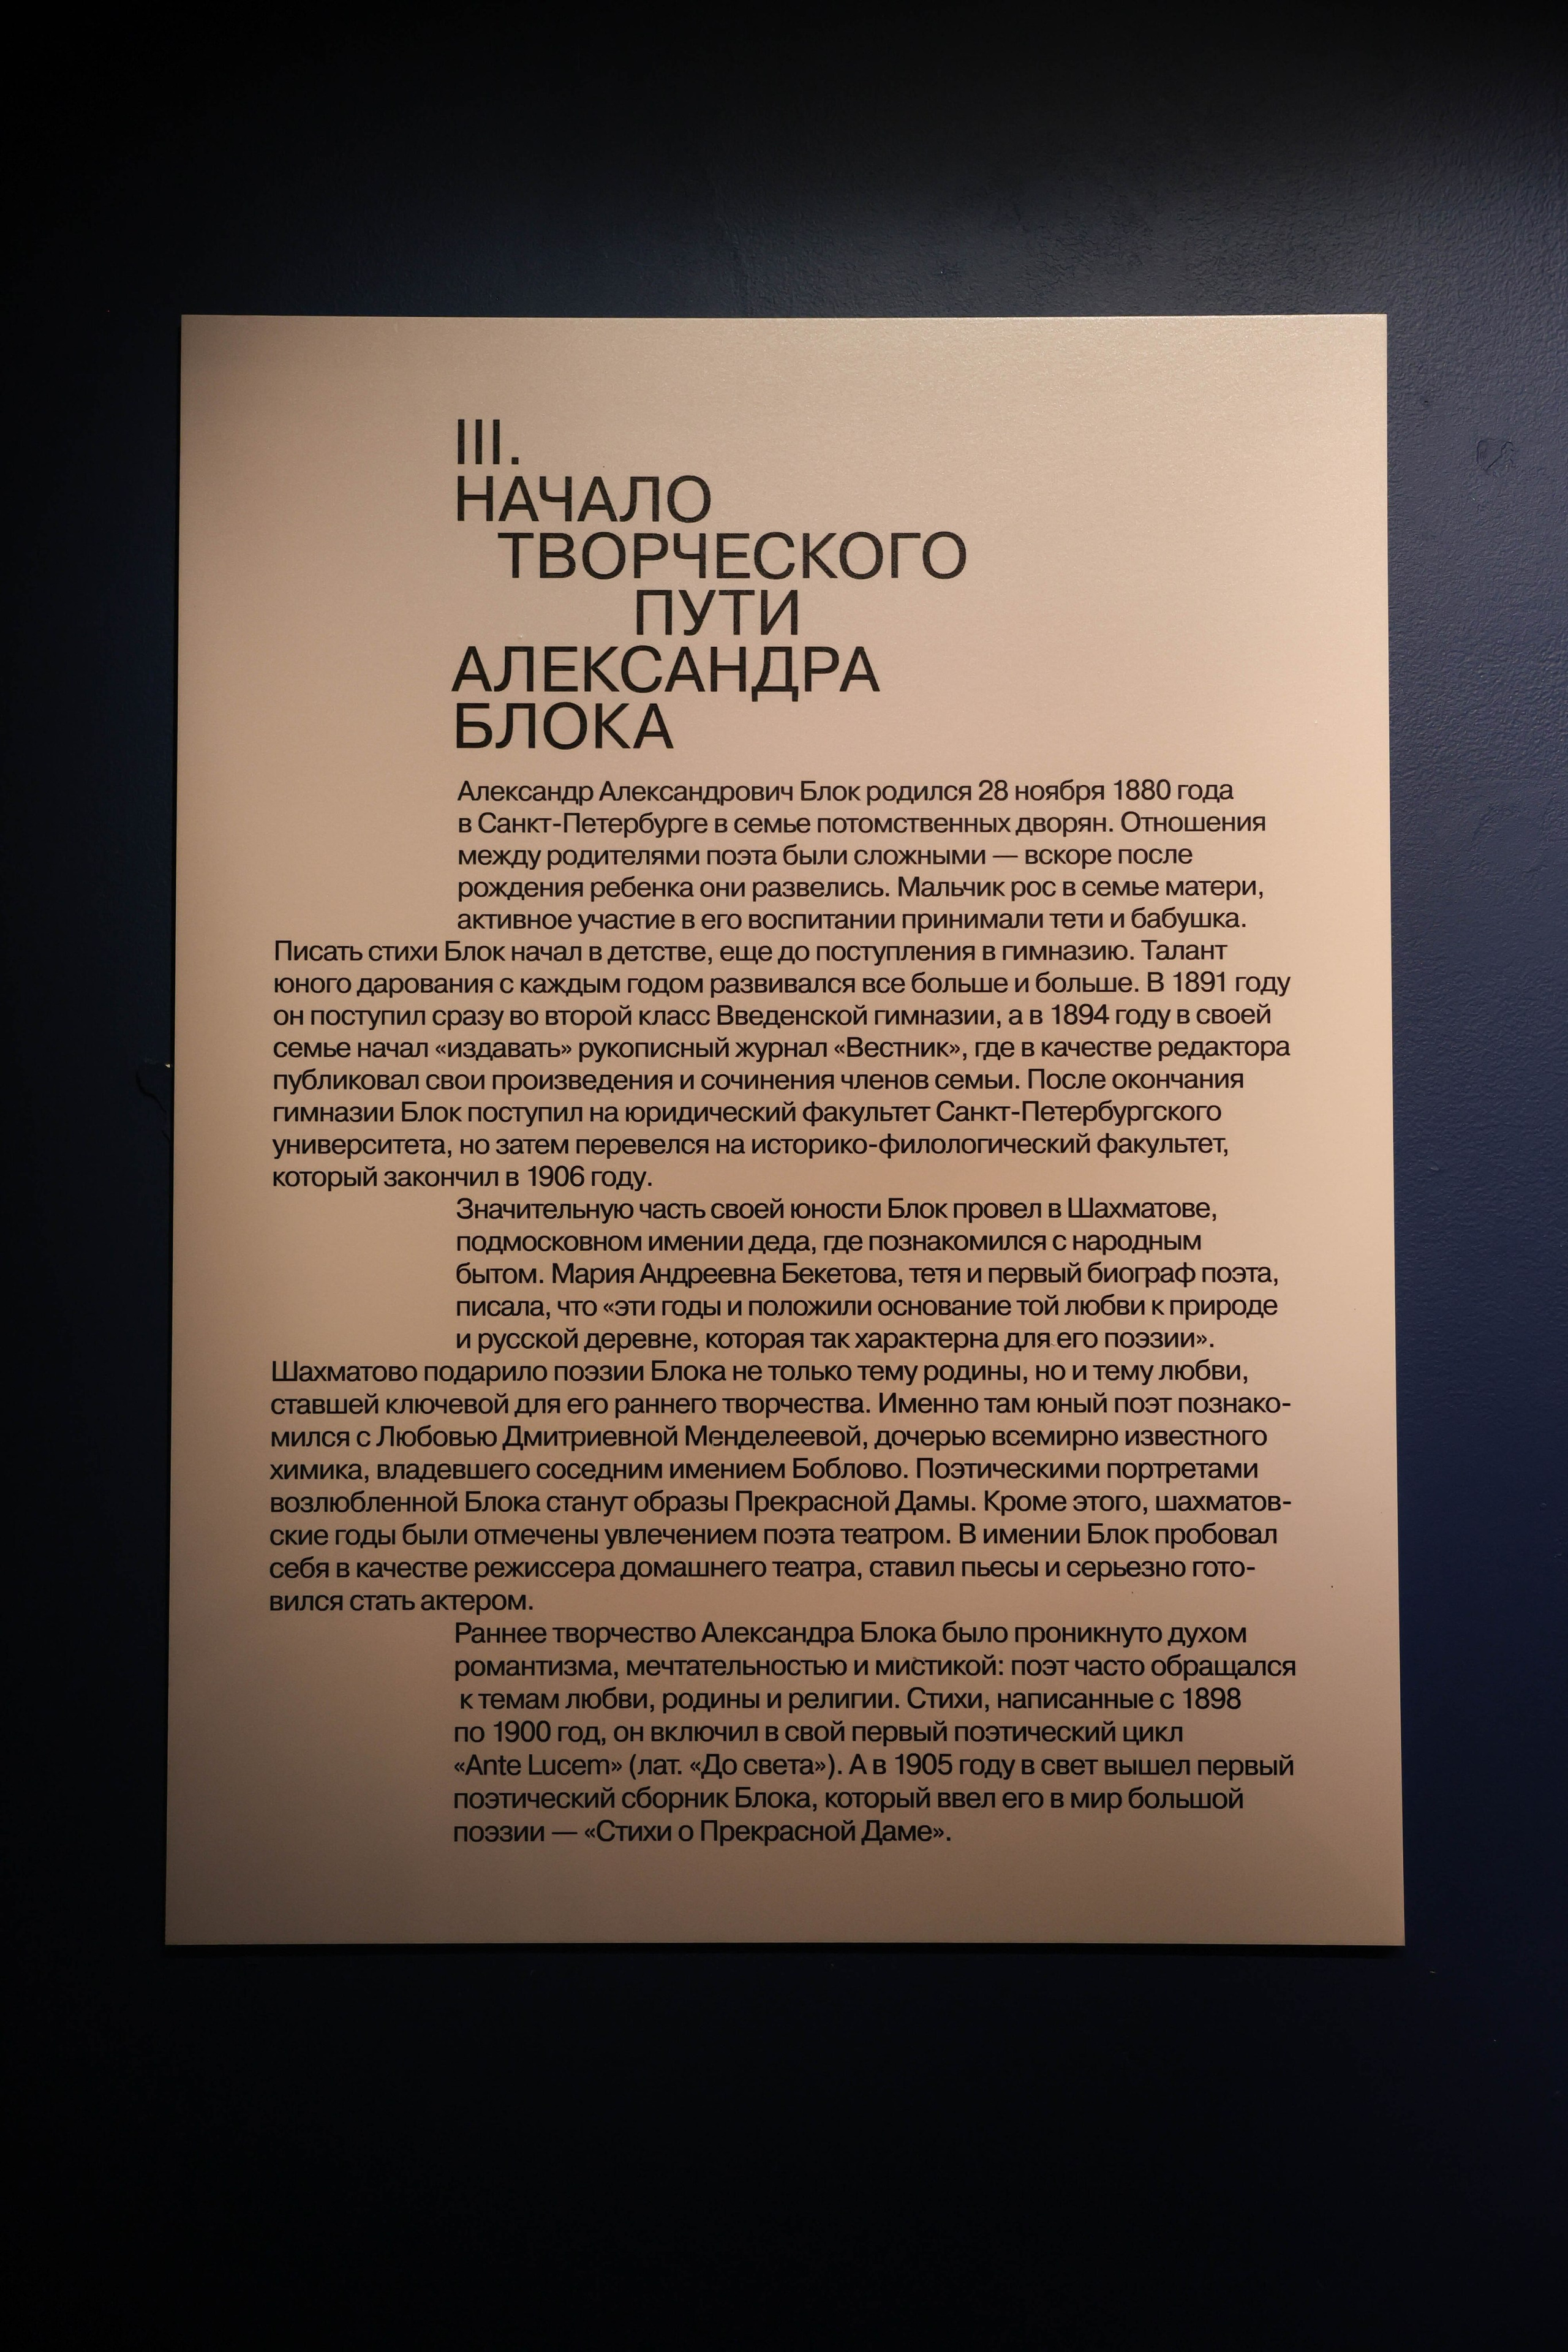 III.
НАЧАЛО
ТВОРЧЕСКОГО
ПУТИ
АЛЕКСАНДРА
БЛОКА
Александр Александрович Блок родился 28 ноября 1880 года
в Санкт-Петербурге в семье потомственных дворян. Отношения
между родителями поэта были сложными — вскоре после
рождения ребенка они развелись. Мальчик рос в семье матери,
активное участие в его воспитании принимали тети и бабушка.
Писать стихи Блок начал в детстве, еще до поступления в гимназию. Талант
юного дарования с каждым годом развивался все больше и больше. В 1891 году
он поступил сразу во второй класс Введенской гимназии, а в 1894 году в своей
семье начал «издавать» рукописный журнал «Вестник», где в качестве редактора
публиковал свои произведения и сочинения членов семьи. После окончания
гимназии Блок поступил на юридический факультет Санкт-Петербургского
университета, но затем перевелся на историко-филологический факультет,
который закончил в 1906 году.
Значительную часть своей юности Блок провел в Шахматове,
подмосковном имении деда, где познакомился с народным
бытом. Мария Андреевна Бекетова, тетя и первый биограф поэта,
писала, что «эти годы и положили основание той любви к природе
и русской деревне, которая так характерна для его поэзии».
Шахматово подарило поэзии Блока не только тему родины, но и тему любви,
ставшей ключевой для его раннего творчества. Именно там юный поэт познако-
мился с Любовью Дмитриевной Менделеевой, дочерью всемирно известного
химика, владевшего соседним имением Боблово. Поэтическими портретами
возлюбленной Блока станут образы Прекрасной Дамы. Кроме этого, шахматов-
ские годы были отмечены увлечением поэта театром. В имении Блок пробовал
себя в качестве режиссера домашнего театра, ставил пьесы и серьезно гото-
вился стать актером.
Раннее творчество Александра Блока было проникнуто духом
романтизма, мечтательностью и мистикой: поэт часто обращался
к темам любви, родины и религии. Стихи, написанные с 1898
по 1900 год, он включил в свой первый поэтический цикл
«Ante Lucem» (лат. «До света»). А в 1905 году в свет вышел первый
поэтический сборник Блока, который ввел его в мир большой
поэзии — «Стихи о Прекрасной Даме».